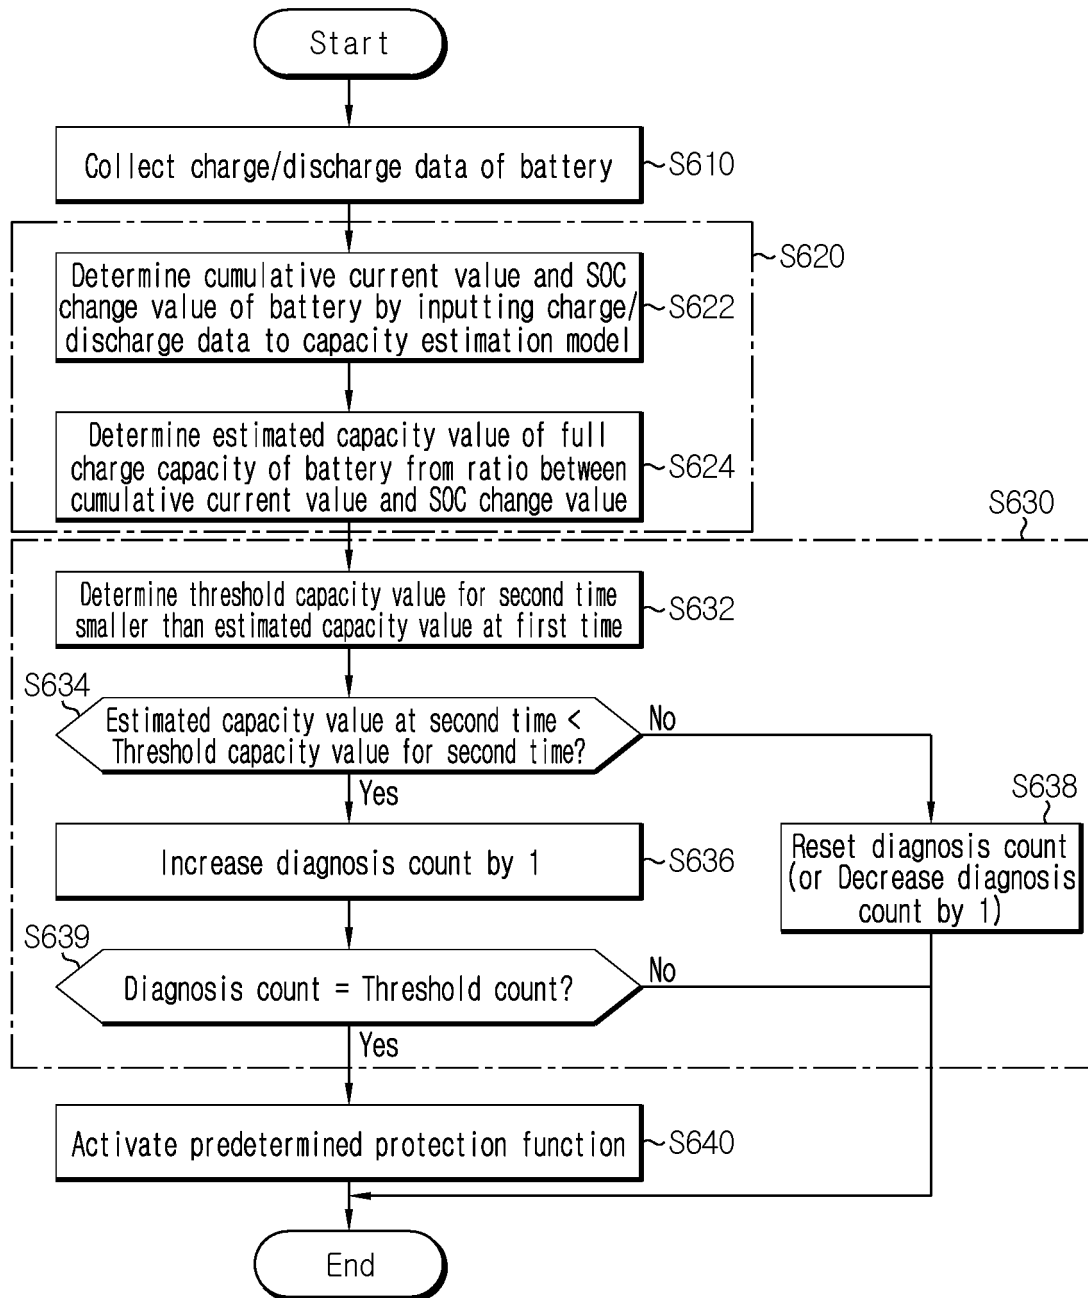 Start
Collect charge/discharge data of battery
S610
S620
Determine cumulative current value and SOC
change value of battery by inputting charge/
discharge data to capacity estimation model
S622
Determine estimated capacity value of full
charge capacity of battery from ratio between
cumulative current value and SOC change value
S624
S630
Determine threshold capacity value for second time
smaller than estimated capacity value at first time
S632
S634
Estimated capacity value at second time <
Threshold capacity value for second time?
No
Yes
S638
Reset diagnosis count
(or Decrease diagnosis
count by 1)
Increase diagnosis count by 1
S636
S639
Diagnosis count = Threshold count?
No
Yes
Activate predetermined protection function
S640
End